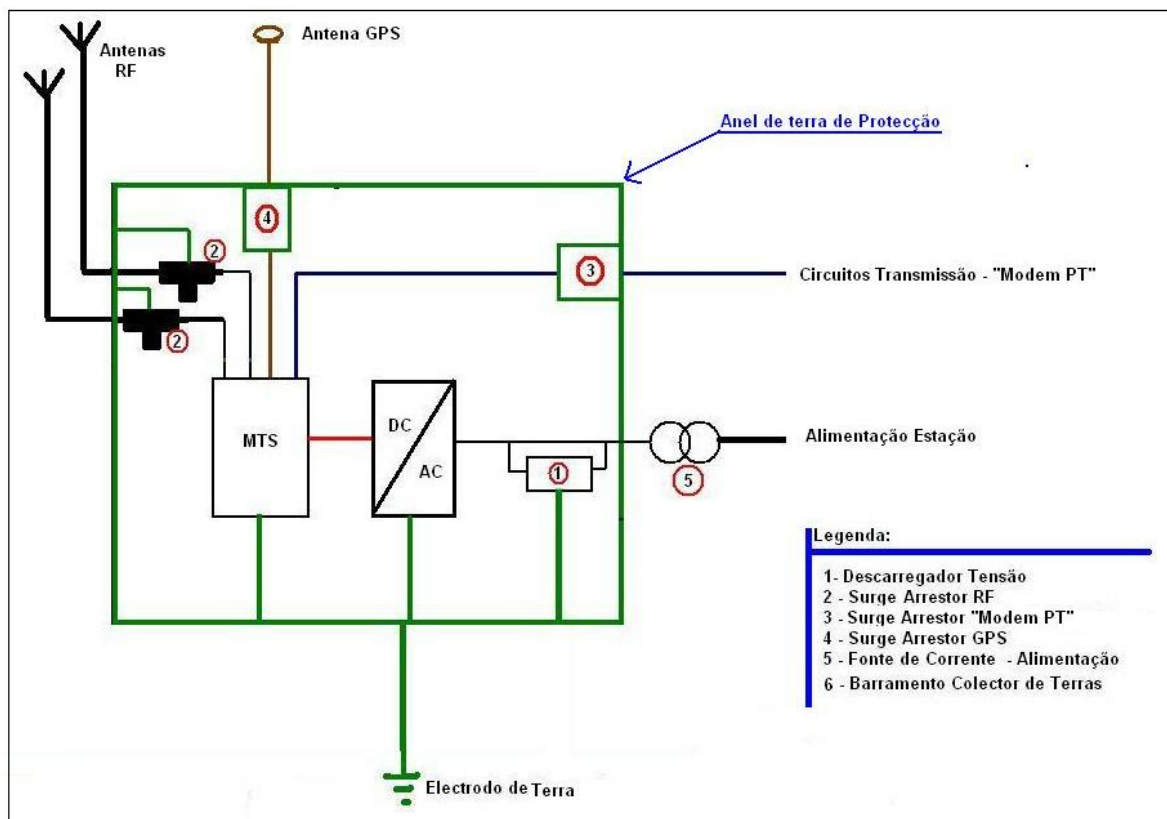 Antenas
RF
Antena GPS
Anel de terra de Protecção
4
2
3
Circuitos Transmissão - "Modem PT"
2
MTS
DC
AC
1
5
Alimentação Estação
Legenda:
1- Descarregador Tensão
2 - Surge Arrestor RF
3 - Surge Arrestor "Modem PT"
4 - Surge Arrestor GPS
5 - Fonte de Corrente - Alimentação
6 - Barramento Colector de Terras
Electrodo de Terra